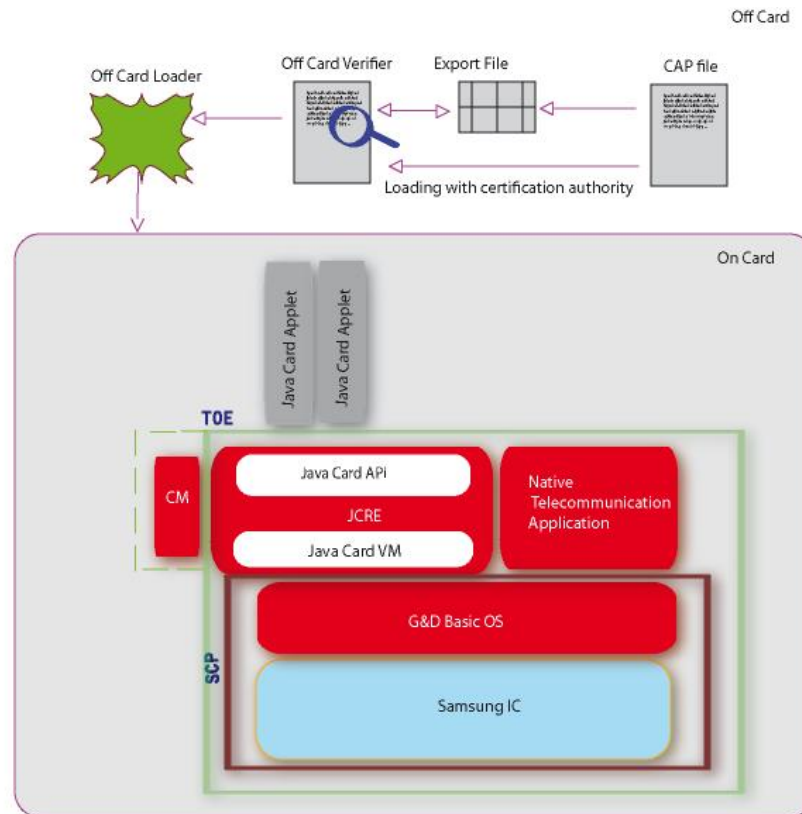 Off Card
Off Card Loader
Off Card Verifier
Export File
CAP file
Loading with certification authority
On Card
Java Card Applet
Java Card Applet
TOE
CM
Java Card APi
JCRE
Java Card VM
Native
Telecommunication
Application
SCP
G&D Basic OS
Samsung IC